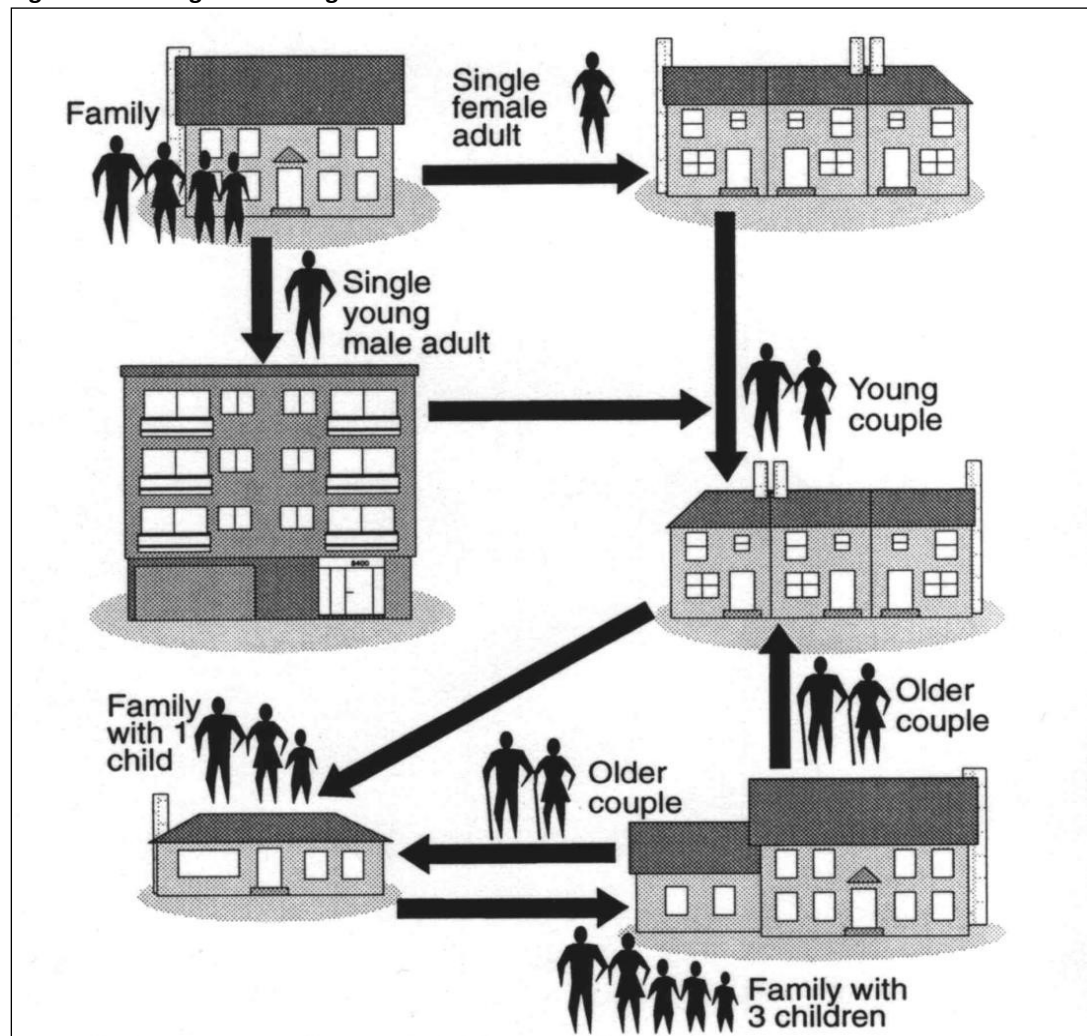 Family
Single
female
adult
Single
young
male adult
Young
couple
8400
Family
with 1
child
Older
couple
Older
couple
Family with
3 children